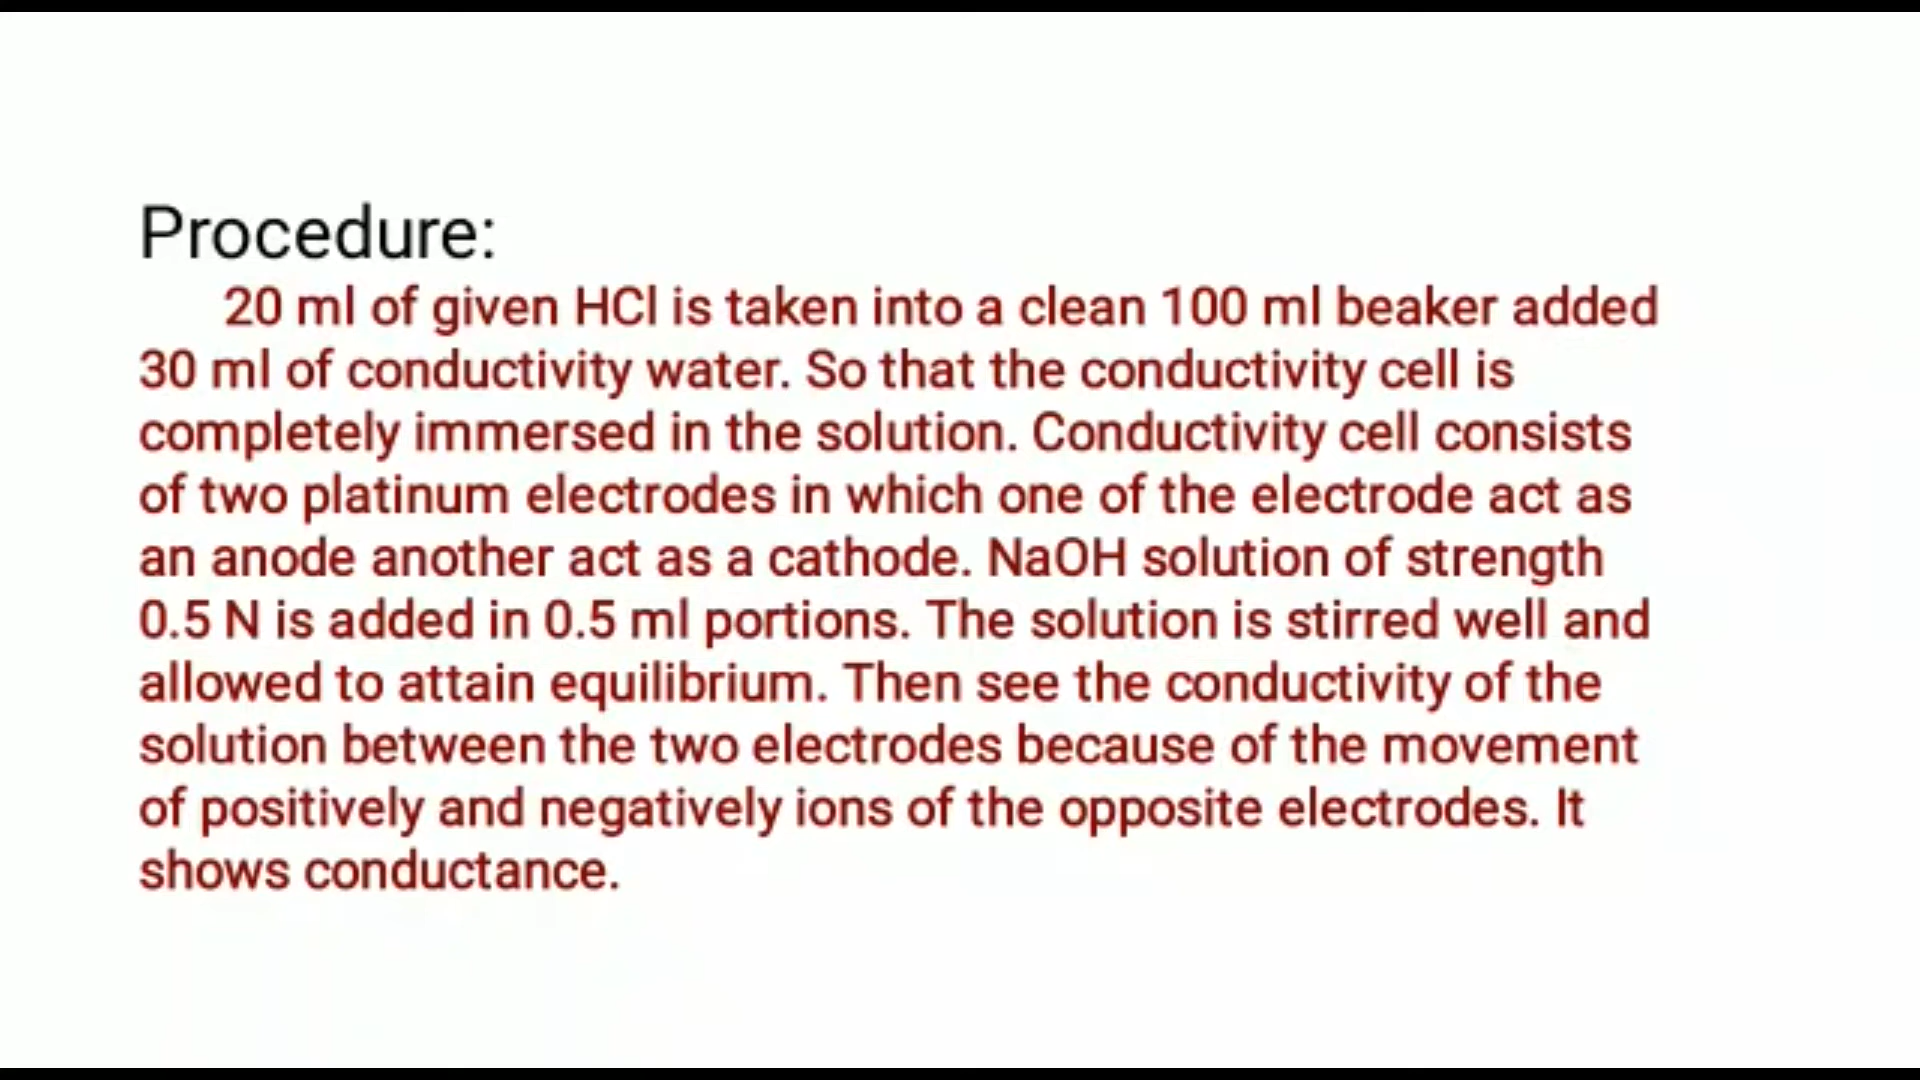 Procedure:
20 ml of given HCl is taken into a clean 100 ml beaker added
30 ml of conductivity water. So that the conductivity cell is
completely immersed in the solution. Conductivity cell consists
of two platinum electrodes in which one of the electrode act as
an anode another act as a cathode. NaOH solution of strength
0.5 N is added in 0.5 ml portions. The solution is stirred well and
allowed to attain equilibrium. Then see the conductivity of the
solution between the two electrodes because of the movement
of positively and negatively ions of the opposite electrodes. It
shows conductance.